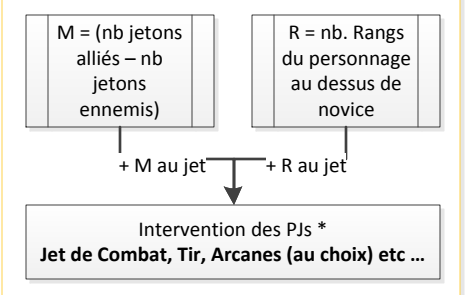 M = (nb jetons
alliés – nb
jetons
ennemis)
R = nb. Rangs
du personnage
au dessus de
novice
+ M au jet
+ R au jet
Intervention des PJs *
Jet de Combat, Tir, Arcanes (au choix) etc …